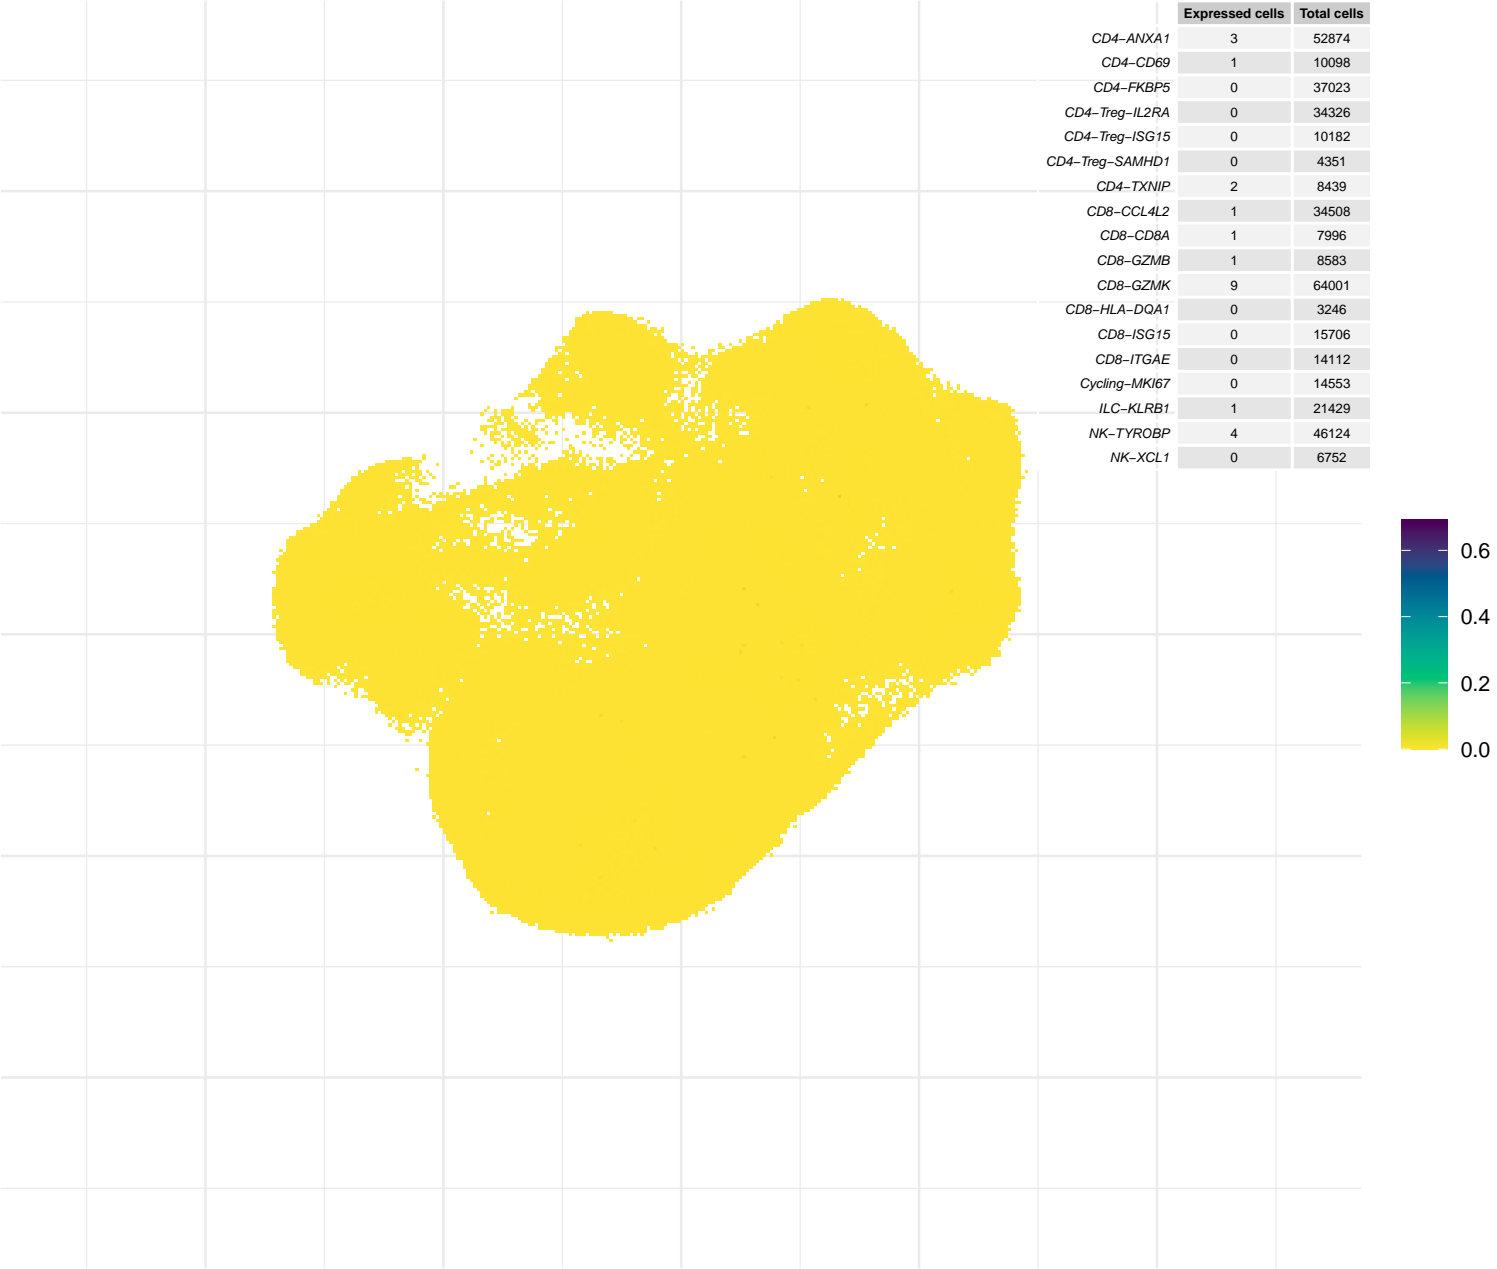 Expressed cells Total cells
CD4−ANXA1 3 52874
CD4−CD69 1 10098
CD4−FKBP5 0 37023
CD4−Treg−IL2RA 0 34326
CD4−Treg−ISG15 0 10182
CD4−Treg−SAMHD1 0 4351
CD4−TXNIP 2 8439
CD8−CCL4L2 1 34508
CD8−CD8A 1 7996
CD8−GZMB 1 8583
CD8−GZMK 9 64001
CD8−HLA−DQA1 0 3246
CD8−ISG15 0 15706
CD8−ITGAE 0 14112
Cycling−MKI67 0 14553
ILC−KLRB1 1 21429
NK−TYROBP 4 46124
NK−XCL1 0 6752
0.6
0.4
0.2
0.0